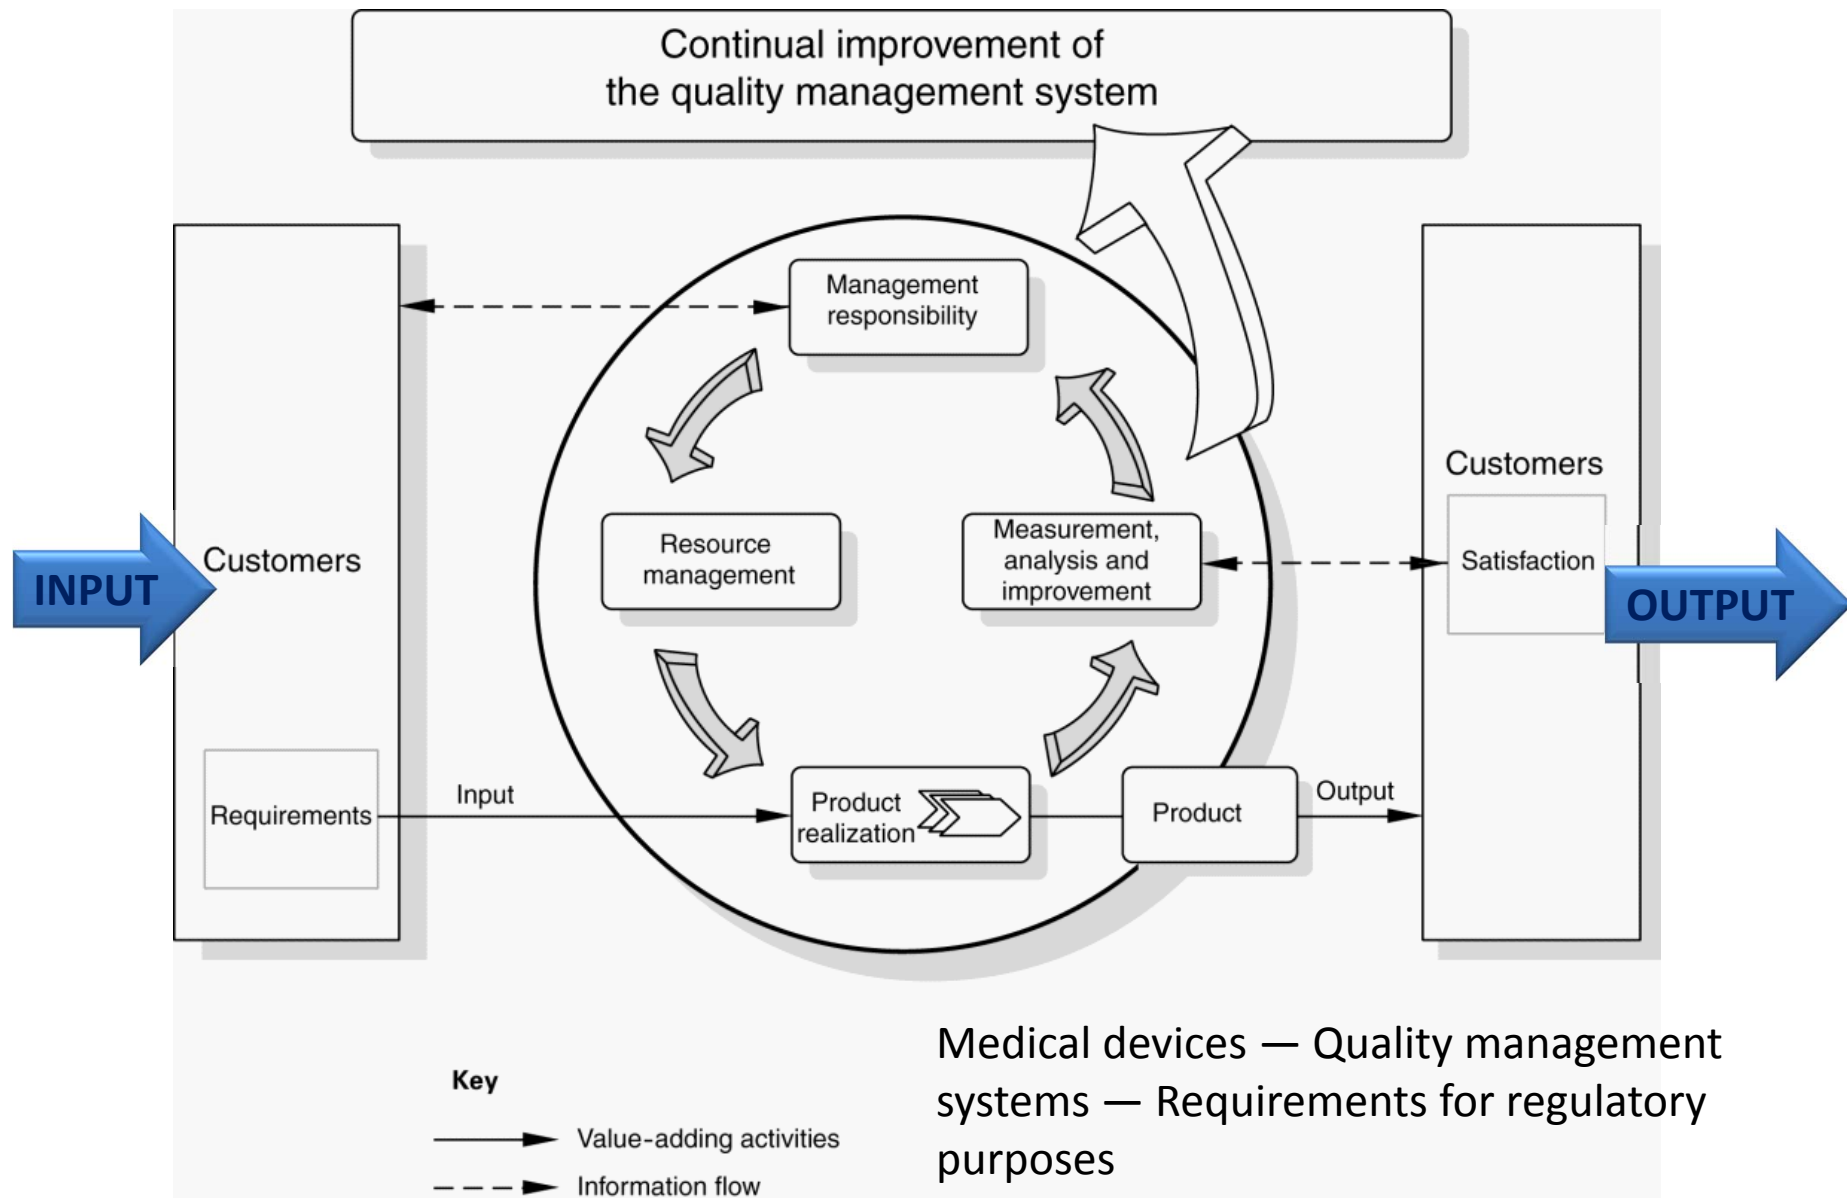 Continual improvement of
the quality management system
Management
responsibility
Customers
Customers
Resource
management
Measurement,
analysis and
improvement
Satisfaction
INPUT
OUTPUT
Requirements
Input
Product
realization
Product
Output
Medical devices — Quality management
systems — Requirements for regulatory
purposes
Key
Value-adding activities
Information flow